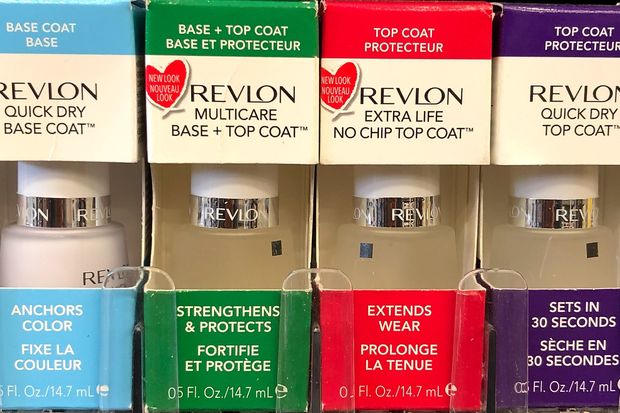 BASE COAT
BASE
REVLON
QUICK DRY
BASE COAT™
REVLON
REV
ANCHORS
COLOR
FIXE LA
COULEUR
5 Fl. Oz./14.7 mL℮
BASE + TOP COAT
BASE ET PROTECTEUR
NEW LOOK
NOUVEAU
LOOK
REVLON
MULTICARE
BASE + TOP COAT™
REVLON
STRENGTHENS
& PROTECTS
FORTIFIE
ET PROTÈGE
0.5 Fl. Oz./14.7 mL℮
TOP COAT
PROTECTEUR
NEW LOOK
NOUVEAU
LOOK
REVLON
EXTRA LIFE
NO CHIP TOP COAT™
REVLON
EXTENDS
WEAR
PROLONGE
LA TENUE
Fl. Oz./14.7 mL℮
TOP COAT
PROTECTEUR
REVLON
QUICK DRY
TOP COAT™
REVLON
SETS IN
30 SECONDS
SÈCHE EN
30 SECONDES
Fl. Oz./14.7 mL℮